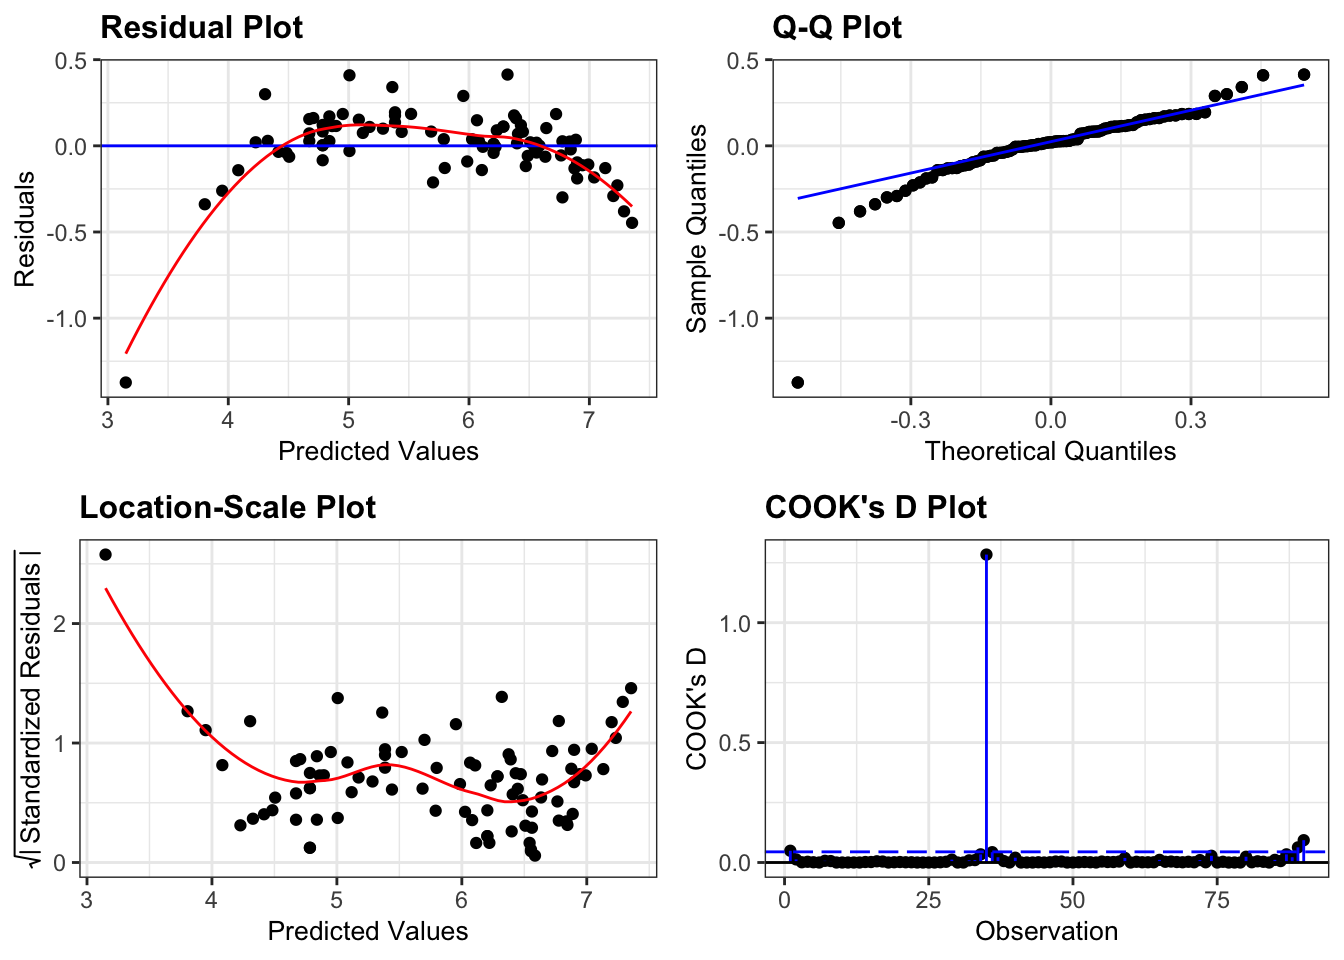 Residual Plot
0.5
0.0
-0.5
-1.0
Residuals
3 4 5 6 7
Predicted Values
Q-Q Plot
0.5
0.0
-0.5
-1.0
Sample Quantiles
-0.3 0.0 0.3
Theoretical Quantiles
Location-Scale Plot
2
1
0
√| Standardized Residuals |
3 4 5 6 7
Predicted Values
COOK's D Plot
1.0
0.5
0.0
COOK's D
0 25 50 75
Observation